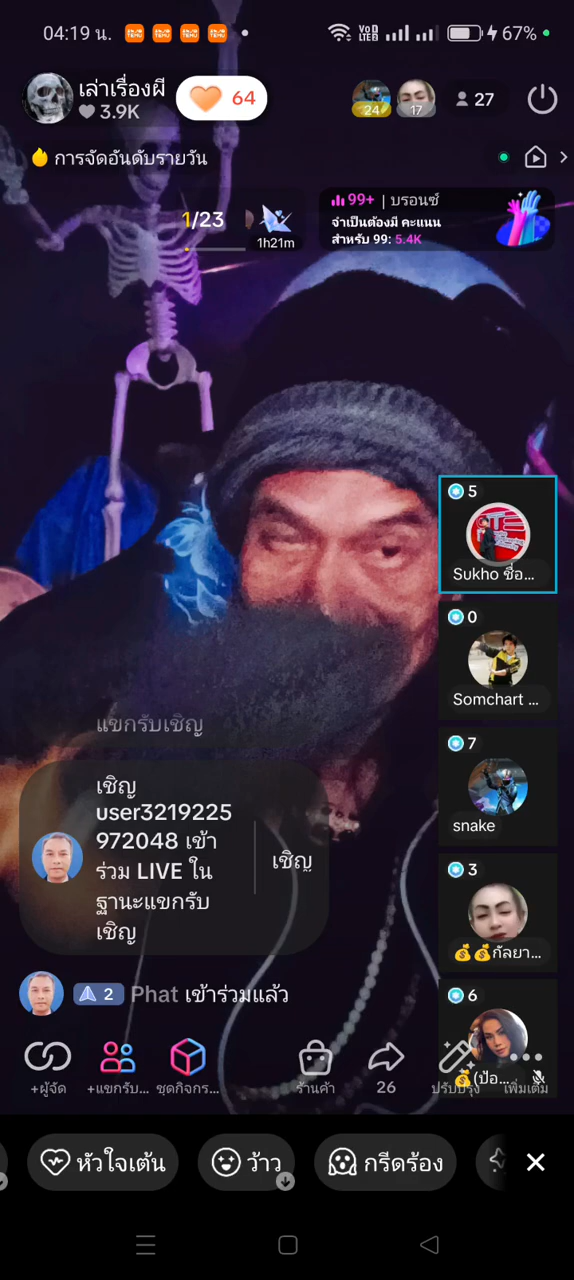 04:19 น.
VoD
LTE
67%
เล่าเรื่องผี
3.9K
64
24
17
27
การจัดอันดับรายวัน
1/23
1h21m
99+ | บรอนซ์
จำเป็นต้องมี คะแนน
สำหรับ 99: 5.4K
5
Sukho ชื่อ...
0
Somchart ...
7
snake
3
กัลยา...
6
(ป้อ...
แขกรับเชิญ
เชิญ
user3219225
972048 เข้า
ร่วม LIVE ใน
ฐานะแขกรับ
เชิญ
เชิญ
2 Phat เข้าร่วมแล้ว
+ผู้จัด
+แขกรับ...
ชุดกิจกร...
ร้านค้า
26
ปรับปรุง
เพิ่มเติม
หัวใจเต้น
ว้าว
กรีดร้อง